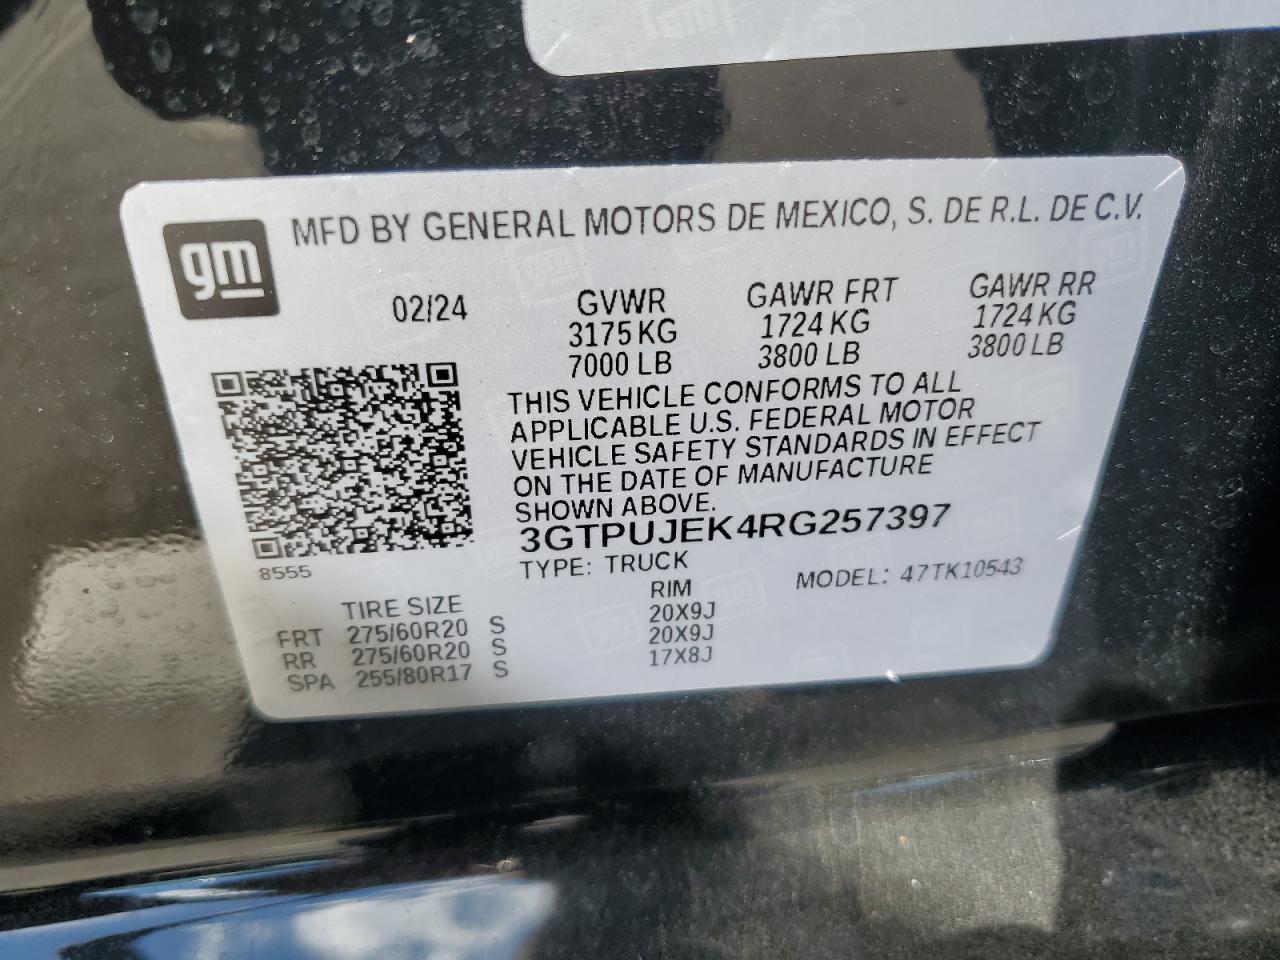 gm
MFD BY GENERAL MOTORS DE MEXICO, S. DE R.L. DE C.V.
02/24 GVWR GAWR FRT GAWR RR
3175 KG 1724 KG 1724 KG
7000 LB 3800 LB 3800 LB
THIS VEHICLE CONFORMS TO ALL
APPLICABLE U.S. FEDERAL MOTOR
VEHICLE SAFETY STANDARDS IN EFFECT
ON THE DATE OF MANUFACTURE
SHOWN ABOVE.
3GTPUJEK4RG257397
8555
TYPE: TRUCK MODEL: 47TK10543
TIRE SIZE RIM
FRT 275/60R20 S 20X9J
RR 275/60R20 S 20X9J
SPA 255/80R17 S 17X8J